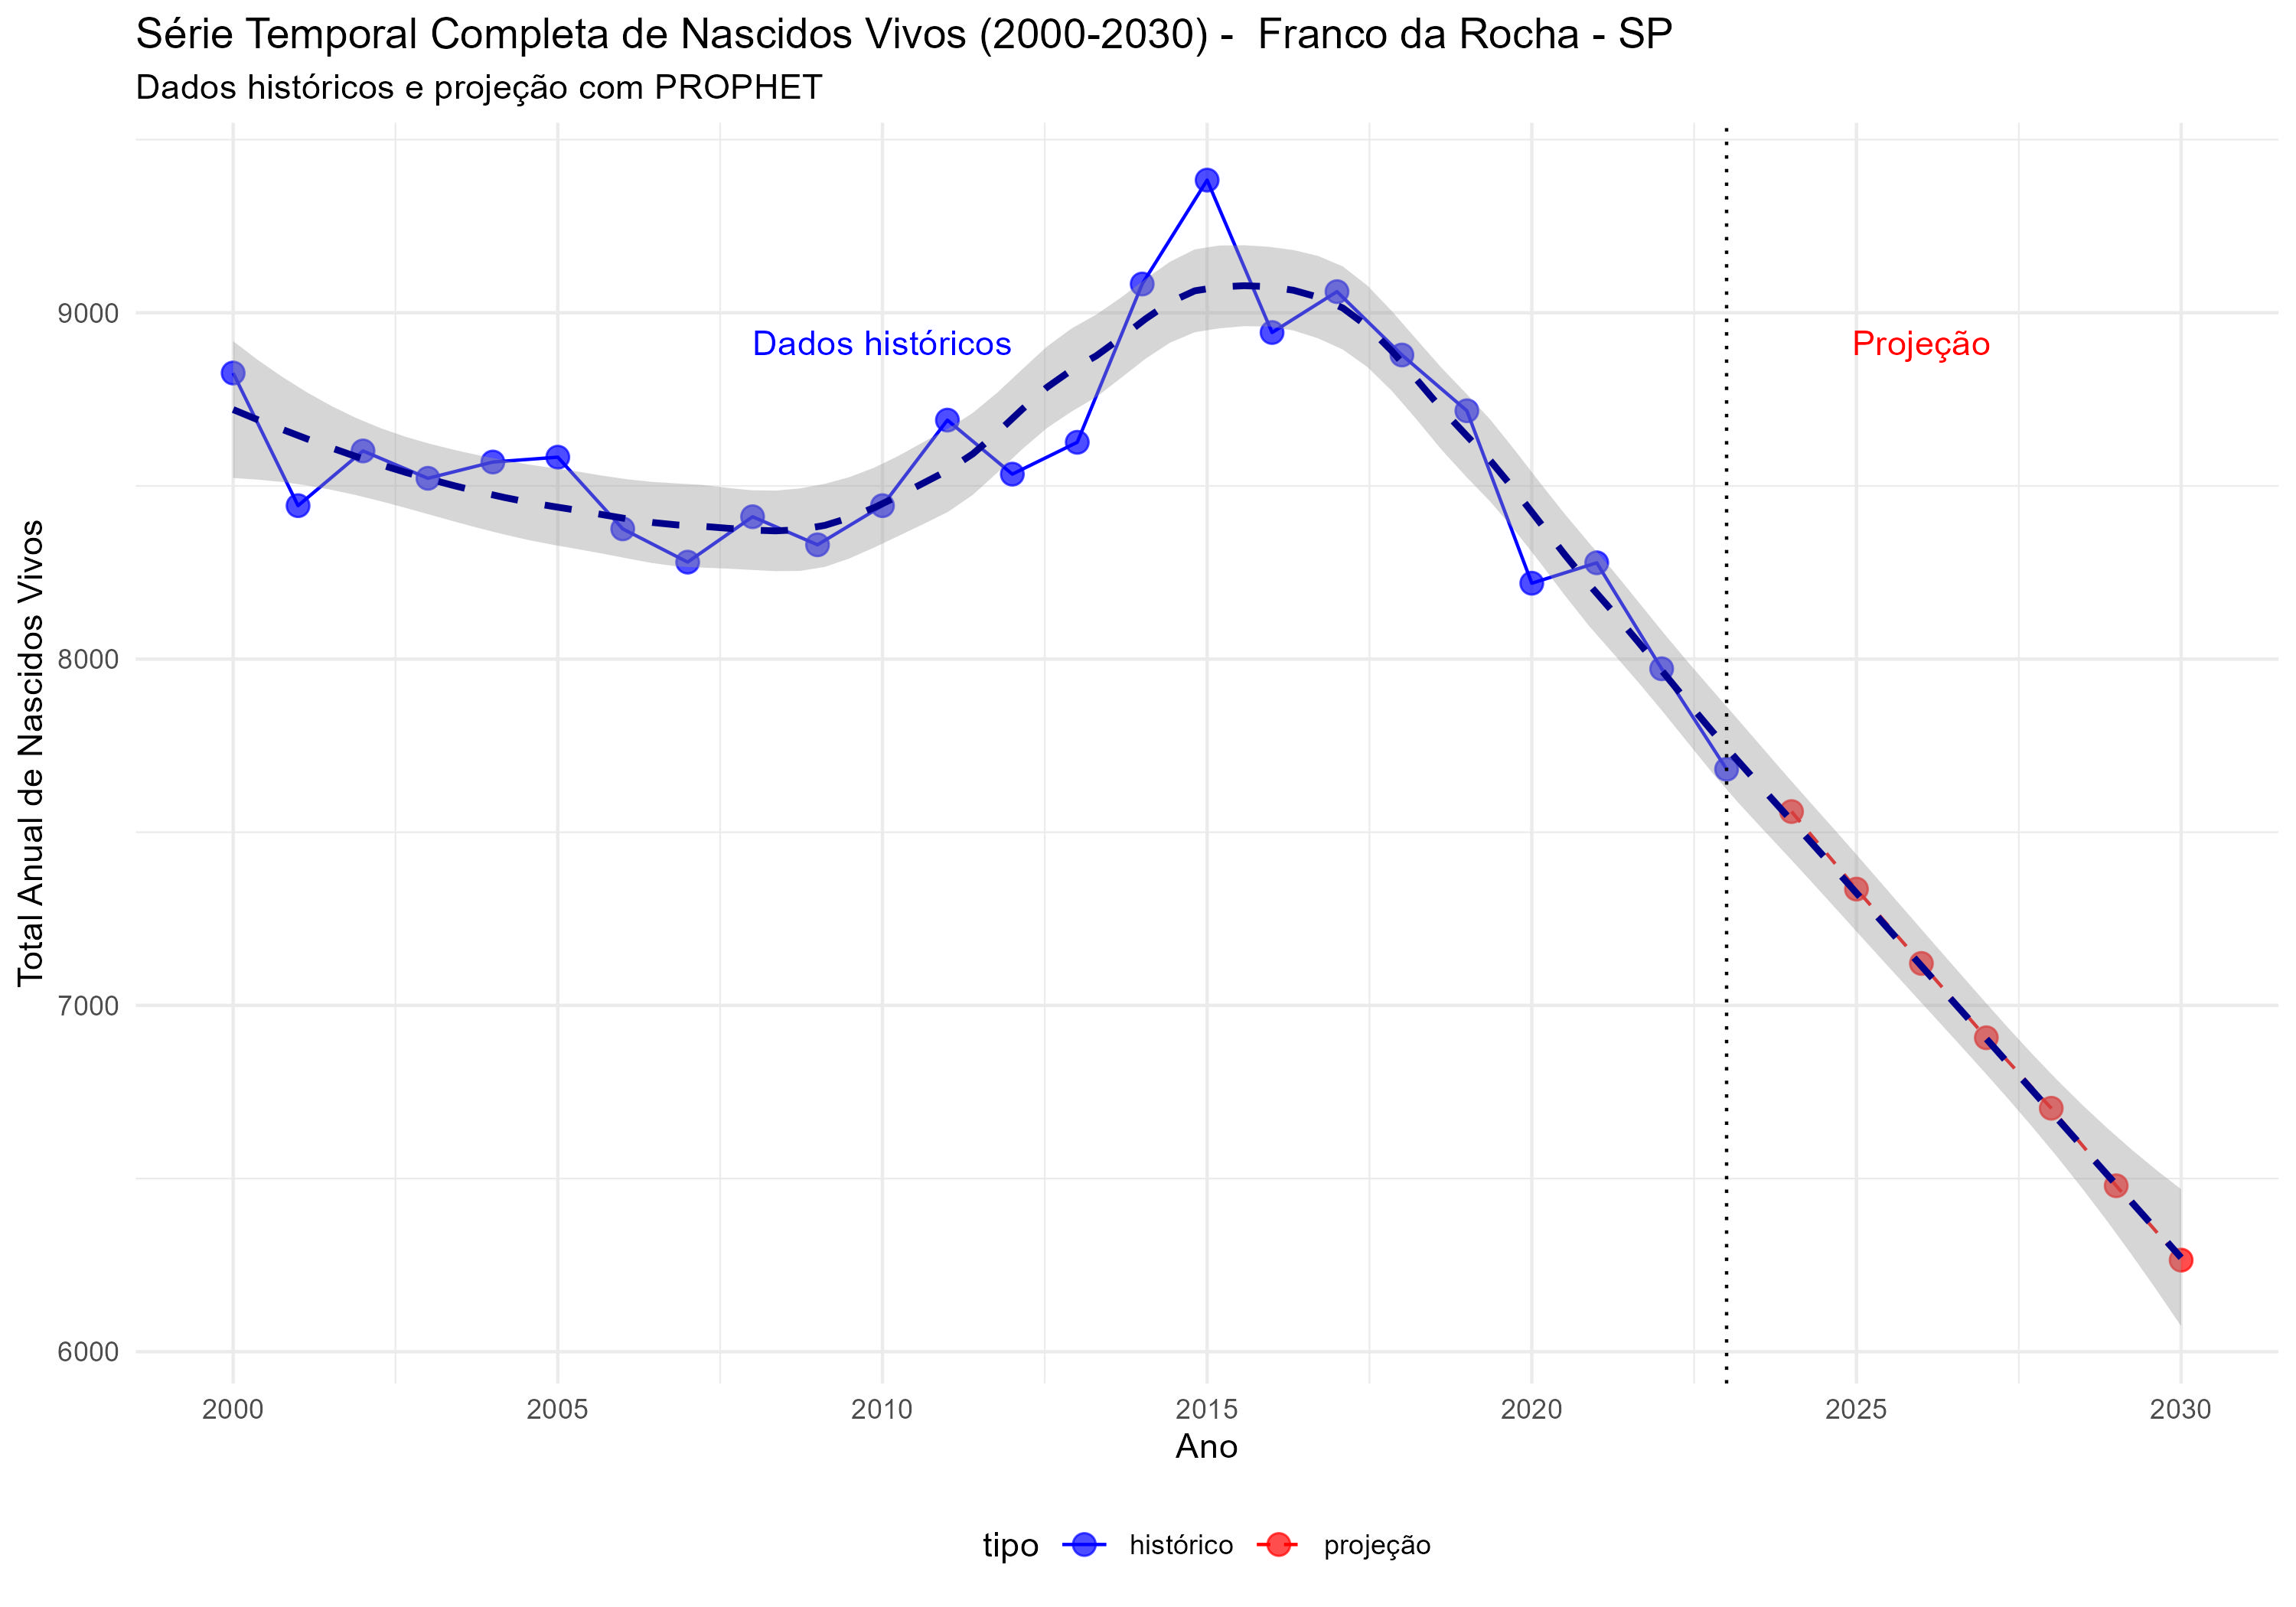 Série Temporal Completa de Nascidos Vivos (2000-2030) -  Franco da Rocha - SP
Dados históricos e projeção com PROPHET
Total Anual de Nascidos Vivos
9000
8000
7000
6000
Dados históricos
Projeção
2000 2005 2010 2015 2020 2025 2030
Ano
tipo histórico projeção